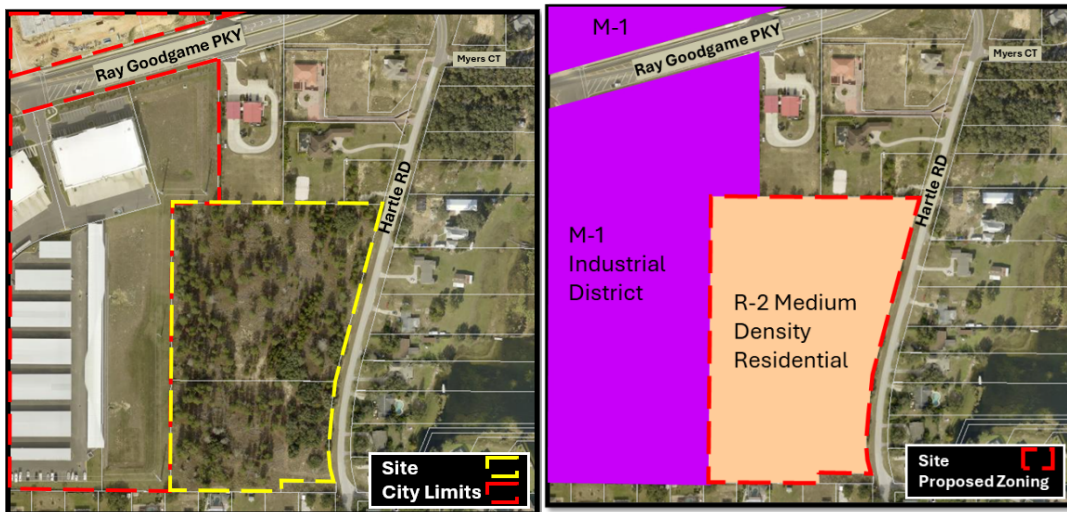 Ray Goodgame PKY
Myers CT
Hartle RD
Site
City Limits
M-1
Ray Goodgame PKY
Myers CT
Hartle RD
M-1
Industrial
District
R-2 Medium
Density
Residential
Site
Proposed Zoning